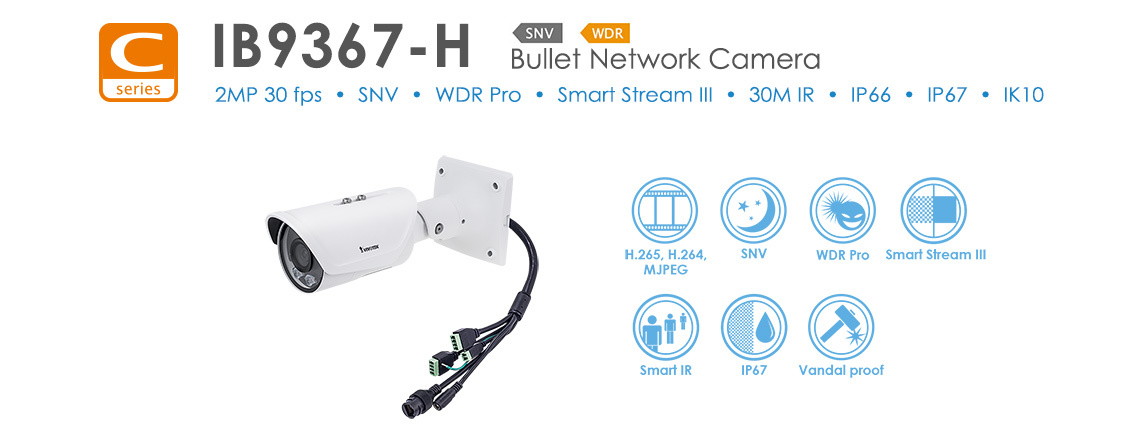 C
series
IB9367-H
SNV
WDR
Bullet Network Camera
2MP 30 fps • SNV • WDR Pro • Smart Stream III • 30M IR • IP66 • IP67 • IK10
VIVOTEK
H.265, H.264,
MJPEG
SNV
WDR Pro
Smart Stream III
Smart IR
IP67
Vandal proof